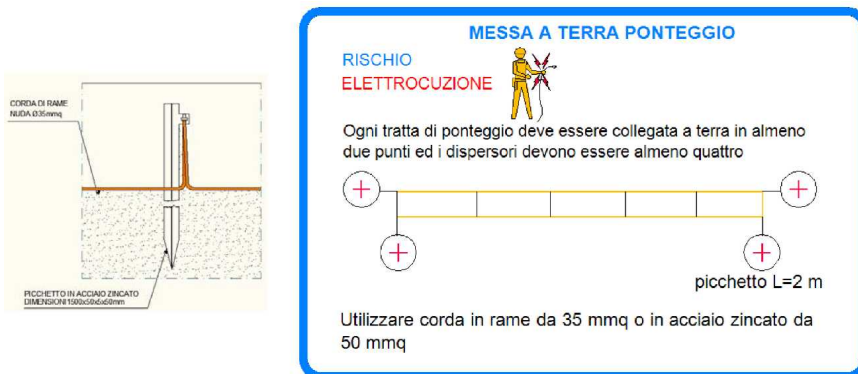 CORDA DI RAME
NUDA Ø35mmq
PICCHETTO IN ACCIAIO ZINCATO
DIMENSIONI 1500x50x5x50mm
MESSA A TERRA PONTEGGIO
RISCHIO
ELETTROCUZIONE
Ogni tratta di ponteggio deve essere collegata a terra in almeno
due punti ed i dispersori devono essere almeno quattro
picchetto L=2 m
Utilizzare corda in rame da 35 mmq o in acciaio zincato da
50 mmq